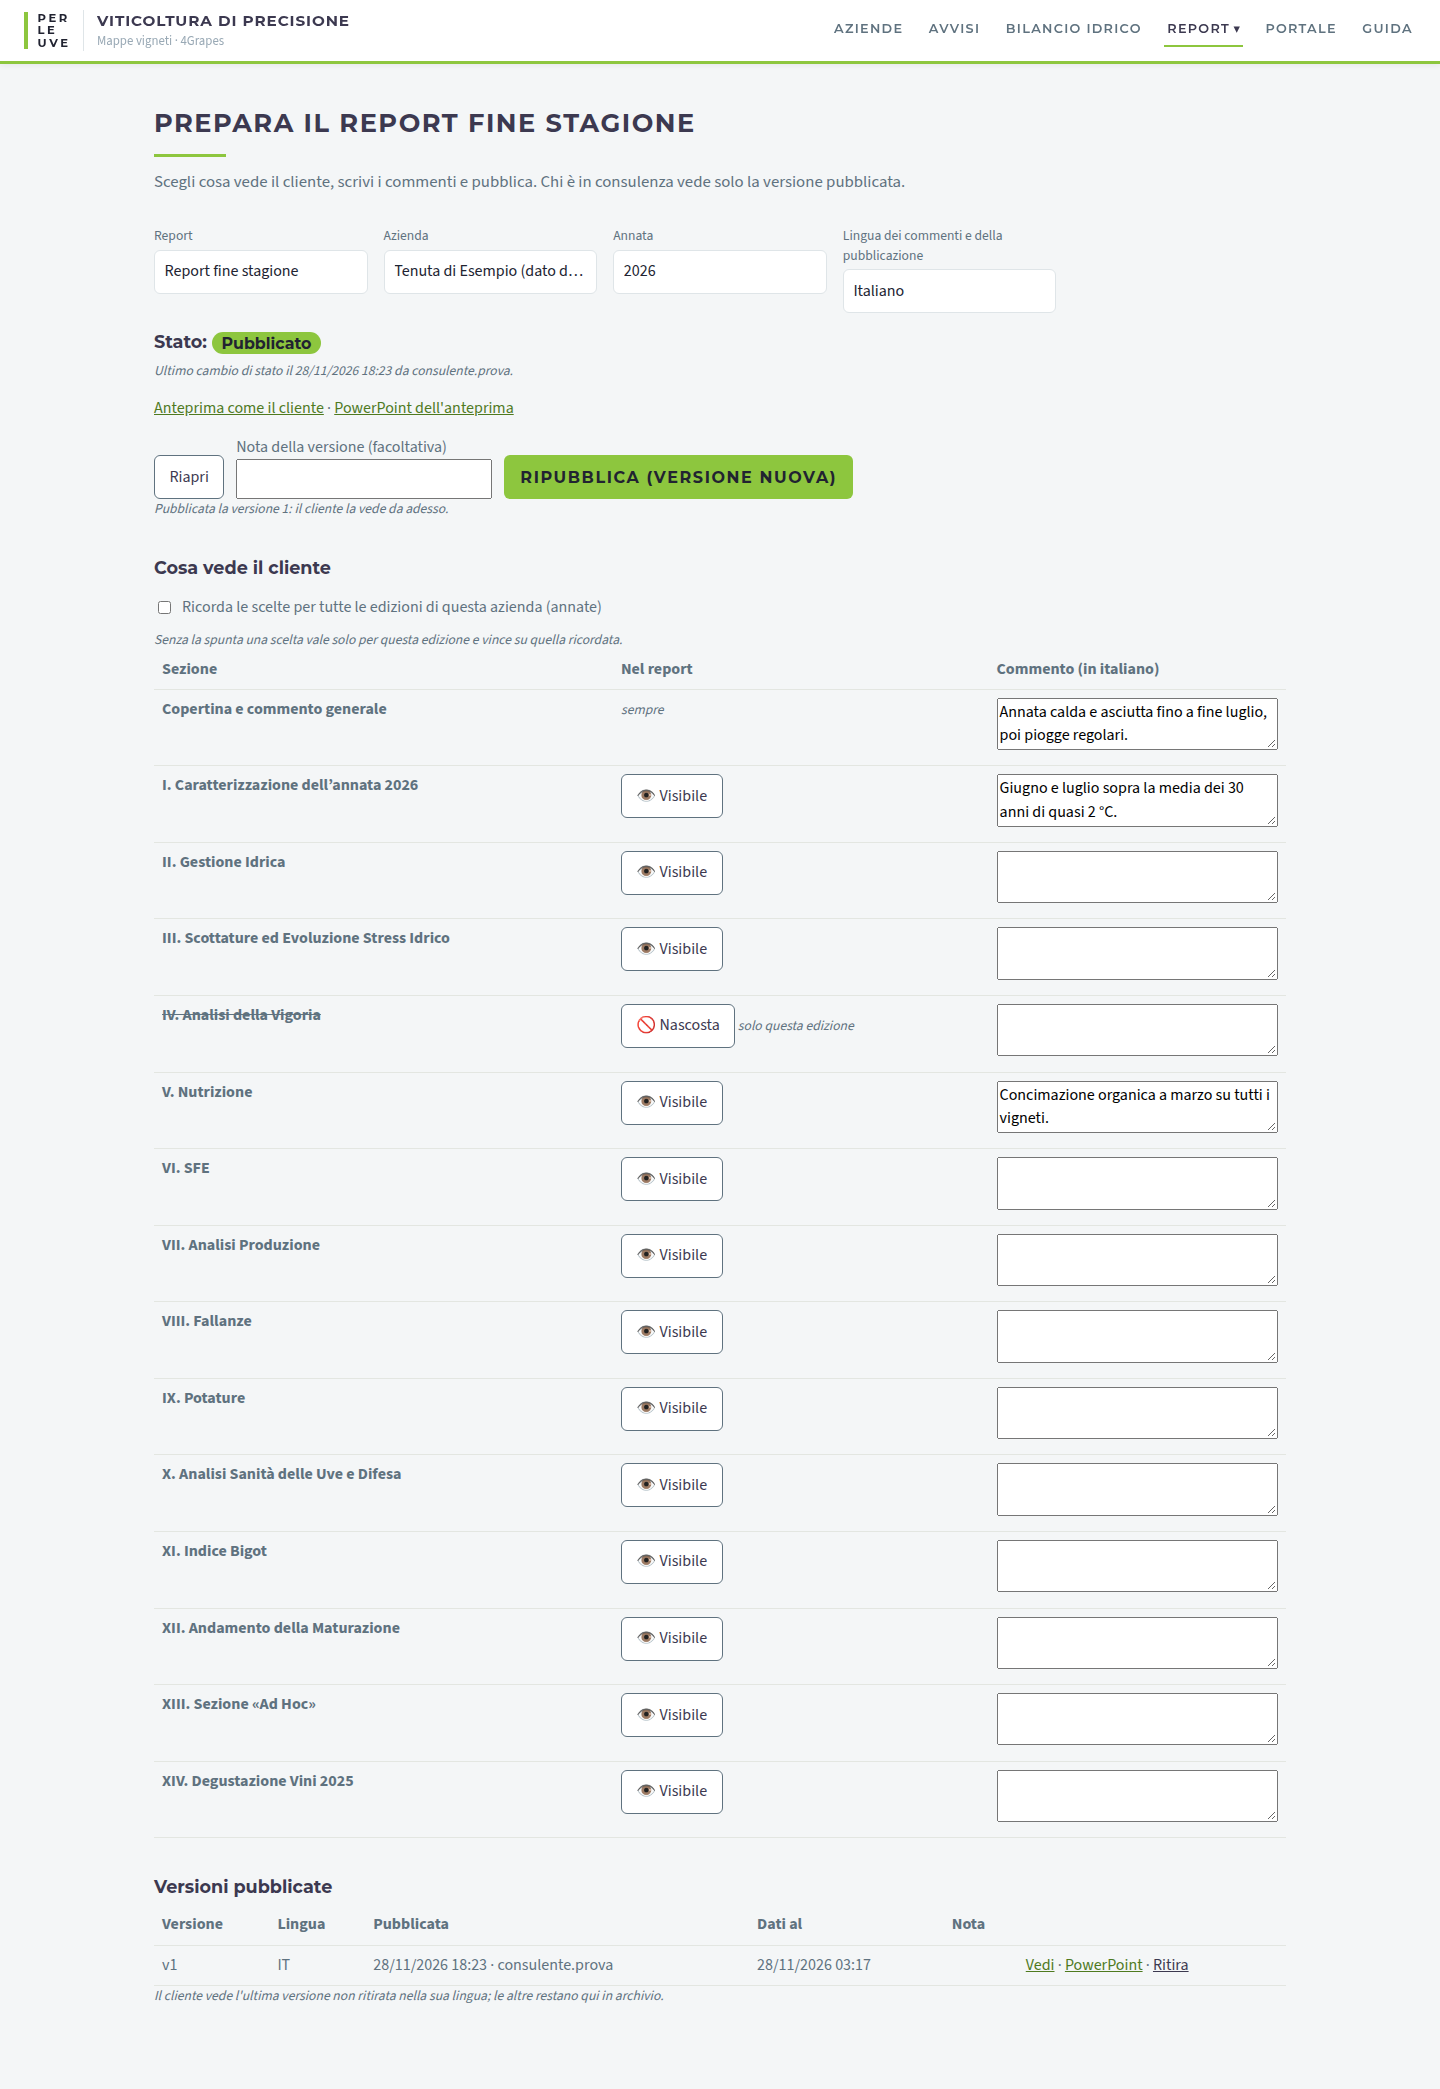 PER
LE
UVE
VITICOLTURA DI PRECISIONE
Mappe vigneti · 4Grapes
AZIENDE AVVISI BILANCIO IDRICO REPORT ▾ PORTALE GUIDA
PREPARA IL REPORT FINE STAGIONE
Scegli cosa vede il cliente, scrivi i commenti e pubblica. Chi è in consulenza vede solo la versione pubblicata.
Report
Report fine stagione
Azienda
Tenuta di Esempio (dato d…
Annata
2026
Lingua dei commenti e della
pubblicazione
Italiano
Stato: Pubblicato
Ultimo cambio di stato il 28/11/2026 18:23 da consulente.prova.
Anteprima come il cliente · PowerPoint dell'anteprima
Nota della versione (facoltativa)
Riapri RIPUBBLICA (VERSIONE NUOVA)
Pubblicata la versione 1: il cliente la vede da adesso.
Cosa vede il cliente
Ricorda le scelte per tutte le edizioni di questa azienda (annate)
Senza la spunta una scelta vale solo per questa edizione e vince su quella ricordata.
Sezione Nel report Commento (in italiano)
Copertina e commento generale sempre Annata calda e asciutta fino a fine luglio,
poi piogge regolari.
I. Caratterizzazione dell’annata 2026 Visibile Giugno e luglio sopra la media dei 30
anni di quasi 2 °C.
II. Gestione Idrica Visibile
III. Scottature ed Evoluzione Stress Idrico Visibile
IV. Analisi della Vigoria Nascosta solo questa edizione
V. Nutrizione Visibile Concimazione organica a marzo su tutti i
vigneti.
VI. SFE Visibile
VII. Analisi Produzione Visibile
VIII. Fallanze Visibile
IX. Potature Visibile
X. Analisi Sanità delle Uve e Difesa Visibile
XI. Indice Bigot Visibile
XII. Andamento della Maturazione Visibile
XIII. Sezione «Ad Hoc» Visibile
XIV. Degustazione Vini 2025 Visibile
Versioni pubblicate
Versione Lingua Pubblicata Dati al Nota
v1 IT 28/11/2026 18:23 · consulente.prova 28/11/2026 03:17 Vedi · PowerPoint · Ritira
Il cliente vede l'ultima versione non ritirata nella sua lingua; le altre restano qui in archivio.